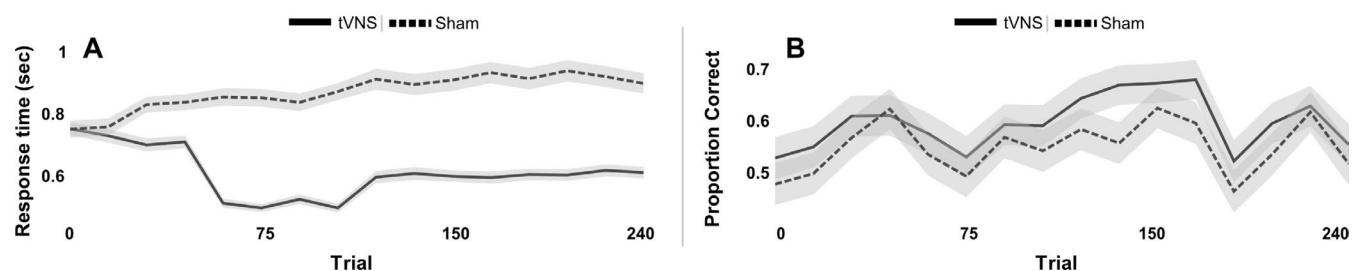 tVNS Sham
A
Response time (sec)
1
0.8
0.6
0 75 150 240
Trial
tVNS Sham
B
Proportion Correct
0.7
0.6
0.5
0 75 150 240
Trial